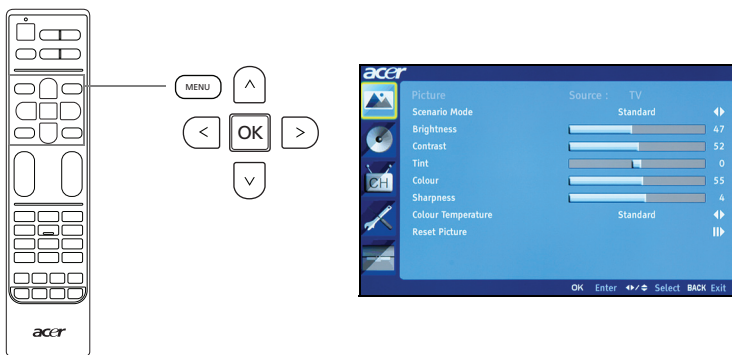 MENU
OK
acer
acer
Picture Source : TV
Scenario Mode Standard
Brightness 47
Contrast 52
Tint 0
Colour 55
CH
Sharpness 4
Colour Temperature Standard
Reset Picture
OK Enter / Select BACK Exit